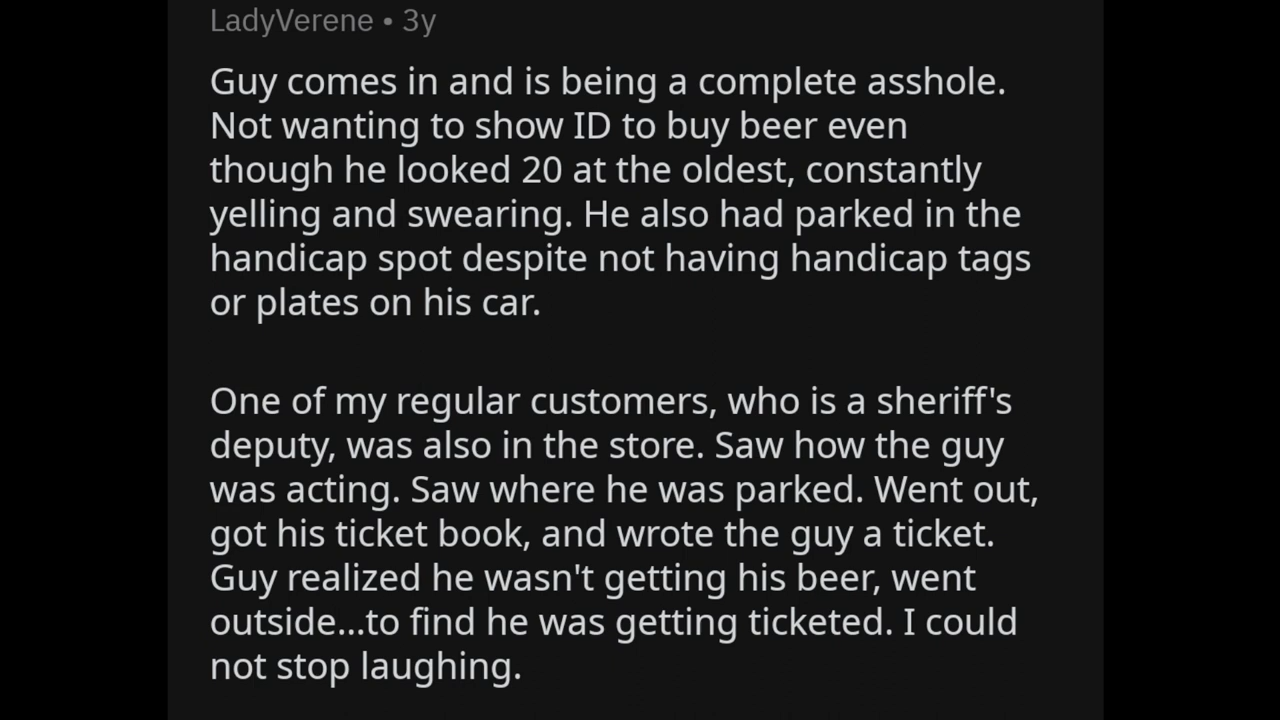 LadyVerene • 3y
Guy comes in and is being a complete asshole.
Not wanting to show ID to buy beer even
though he looked 20 at the oldest, constantly
yelling and swearing. He also had parked in the
handicap spot despite not having handicap tags
or plates on his car.
One of my regular customers, who is a sheriff's
deputy, was also in the store. Saw how the guy
was acting. Saw where he was parked. Went out,
got his ticket book, and wrote the guy a ticket.
Guy realized he wasn't getting his beer, went
outside...to find he was getting ticketed. I could
not stop laughing.